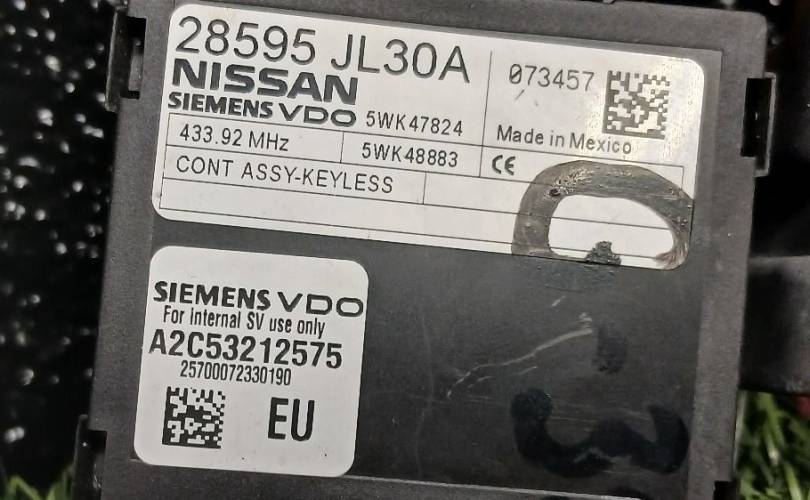 28595 JL30A
NISSAN
SIEMENS VDO 5WK47824
073457
Made in Mexico
433.92 MHz 5WK48883 CE
CONT ASSY-KEYLESS
SIEMENS VDO
For internal SV use only
A2C53212575
25700072330190
EU